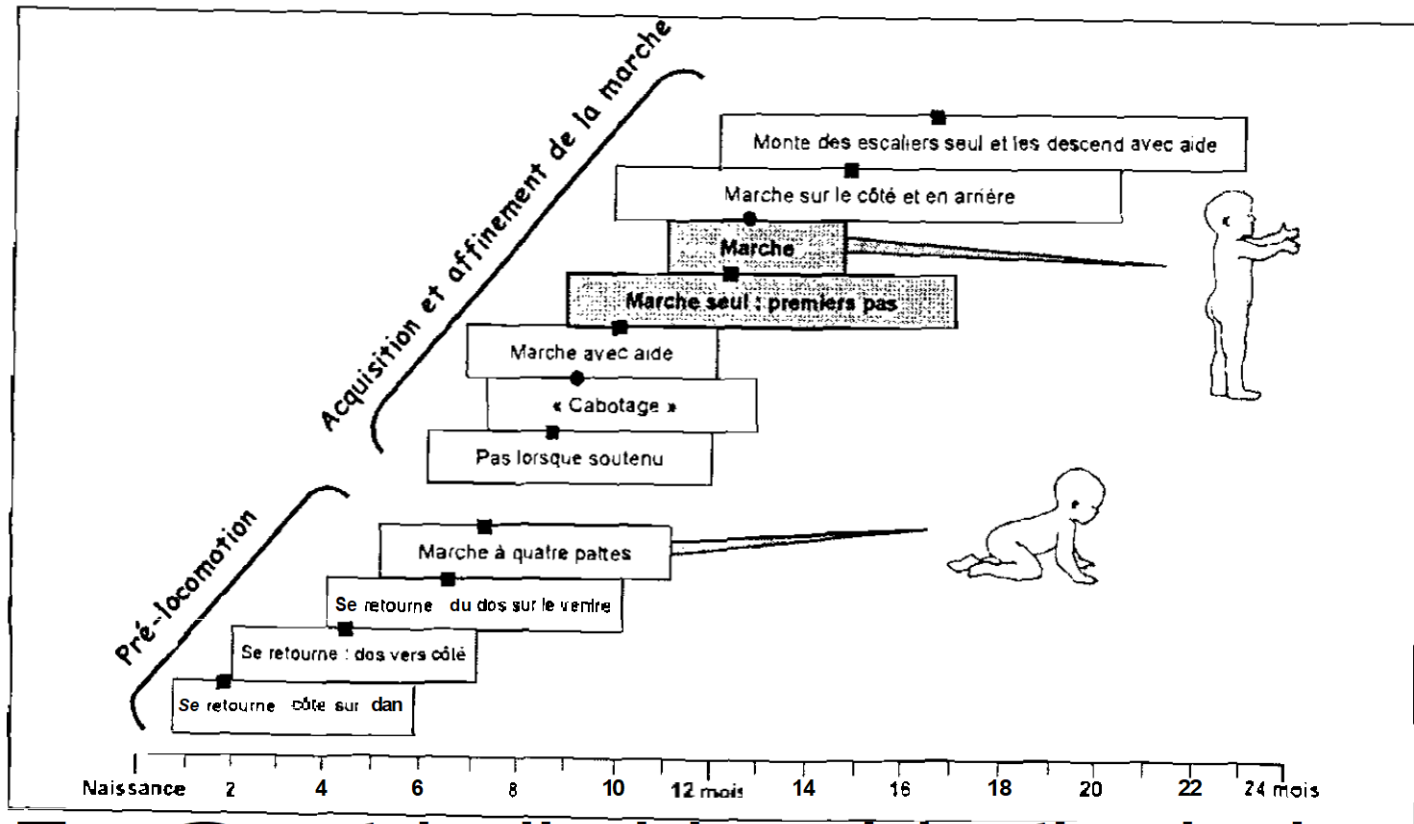 Acquisition et affinement de la marche
Monte des escaliers seul et les descend avec aide
Marche sur le côté et en arrière
Marche
Marche seul : premiers pas
Marche avec aide
« Cabotage »
Pas lorsque soutenu
Pré-locomotion
Marche à quatre pattes
Se retourne du dos sur le ventre
Se retourne : dos vers côté
Se retourne côte sur dan
Naissance 2 4 6 8 10 12 mois 14 16 18 20 22 24 mois